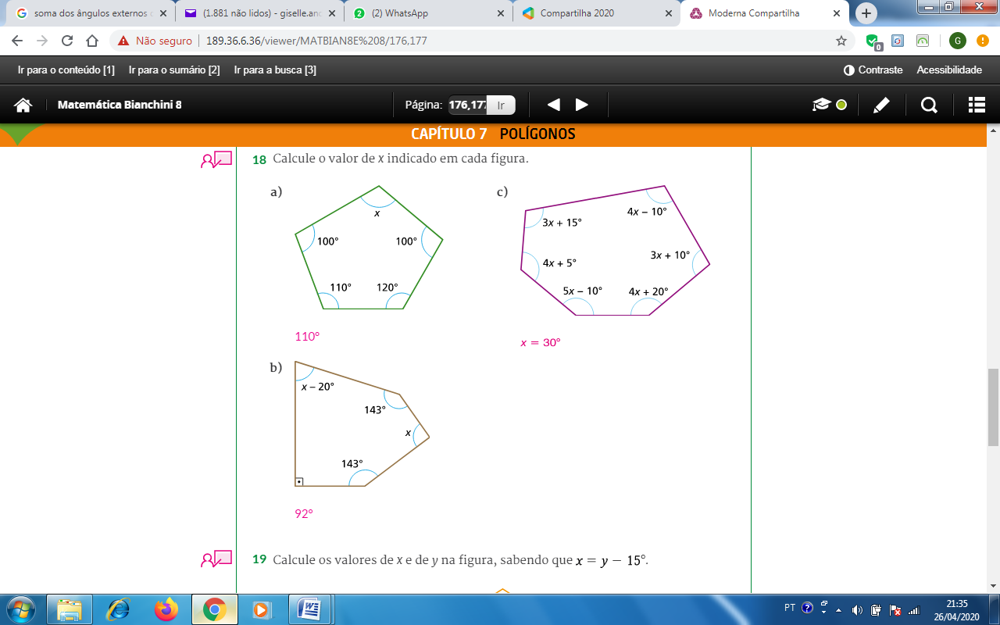 soma dos ângulos externos
(1.881 não lidos) - giselle.an
(2) WhatsApp
Compartilha 2020
Moderna Compartilha
Não seguro
189.36.6.36/viewer/MATBIAN8E%208/176,177
0
G
Ir para o conteúdo [1]
Ir para o sumário [2]
Ir para a busca [3]
Contraste
Acessibilidade
Matemática Bianchini 8
Página:
176,177
Ir
CAPÍTULO 7 POLÍGONOS
18 Calcule o valor de x indicado em cada figura.
a)
x
100°
100°
110°
120°
110°
c)
4x – 10°
3x + 15°
3x + 10°
4x + 5°
5x – 10°
4x + 20°
x = 30°
b)
x – 20°
143°
x
143°
92°
19 Calcule os valores de x e de y na figura, sabendo que x = y – 15°.
PT
21:35
26/04/2020